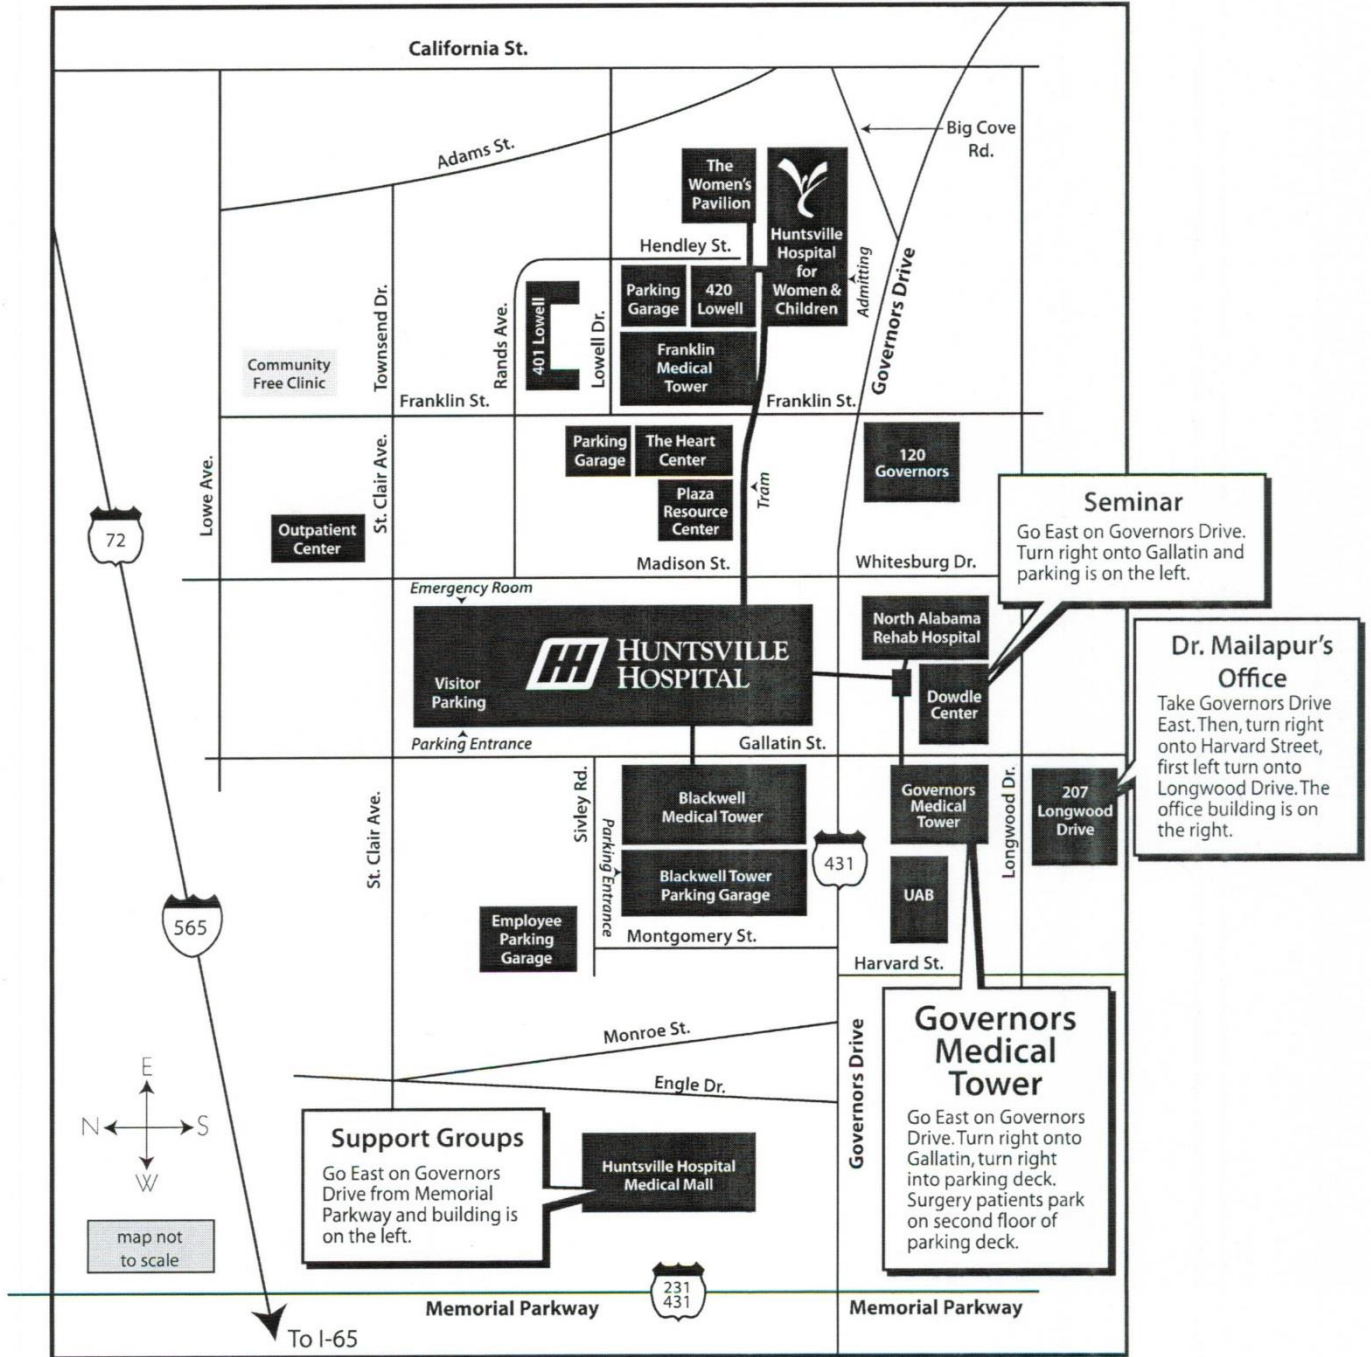 California St.
Adams St.
Big Cove
Rd.
The
Women's
Pavilion
Huntsville
Hospital
for
Women &
Children
Hendley St.
Admitting
Governors Drive
Parking
Garage
420
Lowell
Townsend Dr.
Rands Ave.
401 Lowell
Lowell Dr.
Franklin
Medical
Tower
Community
Free Clinic
Franklin St.
Franklin St.
Lowe Ave.
St. Clair Ave.
Parking
Garage
The Heart
Center
120
Governors
Plaza
Resource
Center
Tram
Outpatient
Center
72
Madison St.
Whitesburg Dr.
Seminar
Go East on Governors Drive.
Turn right onto Gallatin and
parking is on the left.
Emergency Room
HUNTSVILLE
HOSPITAL
Visitor
Parking
Parking Entrance
North Alabama
Rehab Hospital
Dowdle
Center
Dr. Mailapur's
Office
Take Governors Drive
East. Then, turn right
onto Harvard Street,
first left turn onto
Longwood Drive. The
office building is on
the right.
Gallatin St.
St. Clair Ave.
Sivley Rd.
Blackwell
Medical Tower
Governors
Medical
Tower
Longwood Dr.
207
Longwood
Drive
Parking Entrance
Blackwell Tower
Parking Garage
431
UAB
565
Employee
Parking
Garage
Montgomery St.
Harvard St.
Monroe St.
Engle Dr.
Governors Drive
Governors
Medical
Tower
Go East on Governors
Drive. Turn right onto
Gallatin, turn right
into parking deck.
Surgery patients park
on second floor of
parking deck.
E
N
S
W
map not
to scale
Support Groups
Go East on Governors
Drive from Memorial
Parkway and building is
on the left.
Huntsville Hospital
Medical Mall
231
431
Memorial Parkway
Memorial Parkway
To I-65